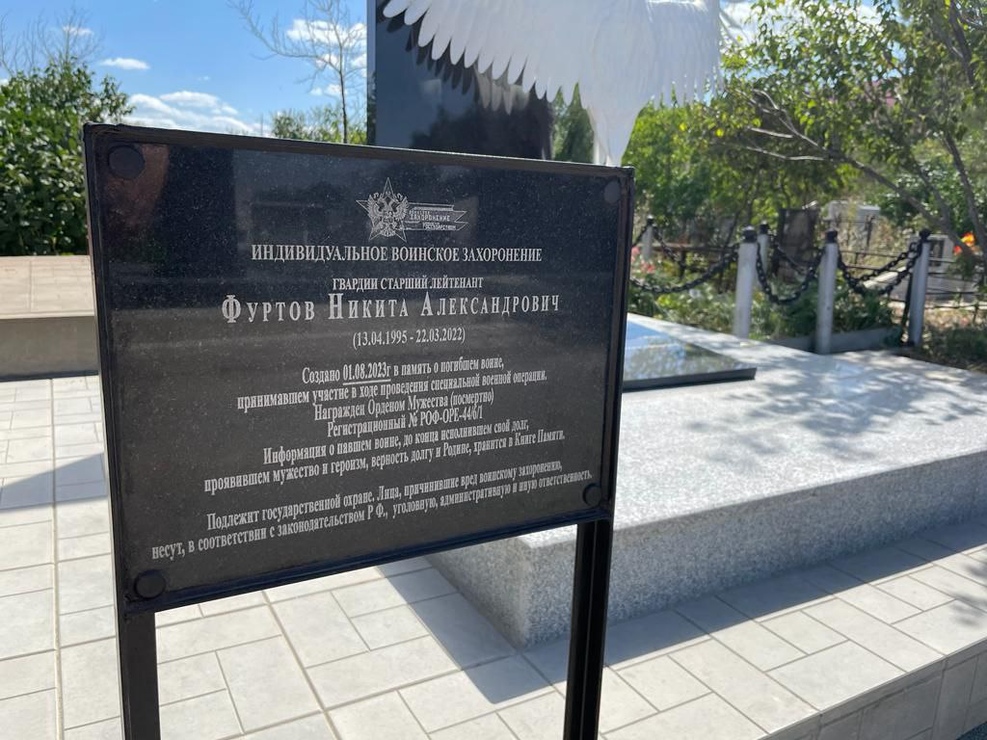 ЗАХОРОНЕНИЕ
ИНДИВИДУАЛЬНОЕ ВОИНСКОЕ ЗАХОРОНЕНИЕ
ГВАРДИИ СТАРШИЙ ЛЕЙТЕНАНТ
ФУРТОВ НИКИТА АЛЕКСАНДРОВИЧ
(13.04.1995 - 22.03.2022)
Создано 01.08.2023г в память о погибшем воине,
принимавшем участие в ходе проведения специальной военной операции.
Награжден Орденом Мужества (посмертно)
Регистрационный № РОФ-ОРЕ-44/6/1
Информация о павшем воине, до конца исполнившем свой долг,
проявившем мужество и героизм, верность долгу и Родине, хранится в Книге Памяти.
Подлежит государственной охране. Лица, причинившие вред воинскому захоронению,
несут, в соответствии с законодательством Р Ф., уголовную, административную и иную ответственность.